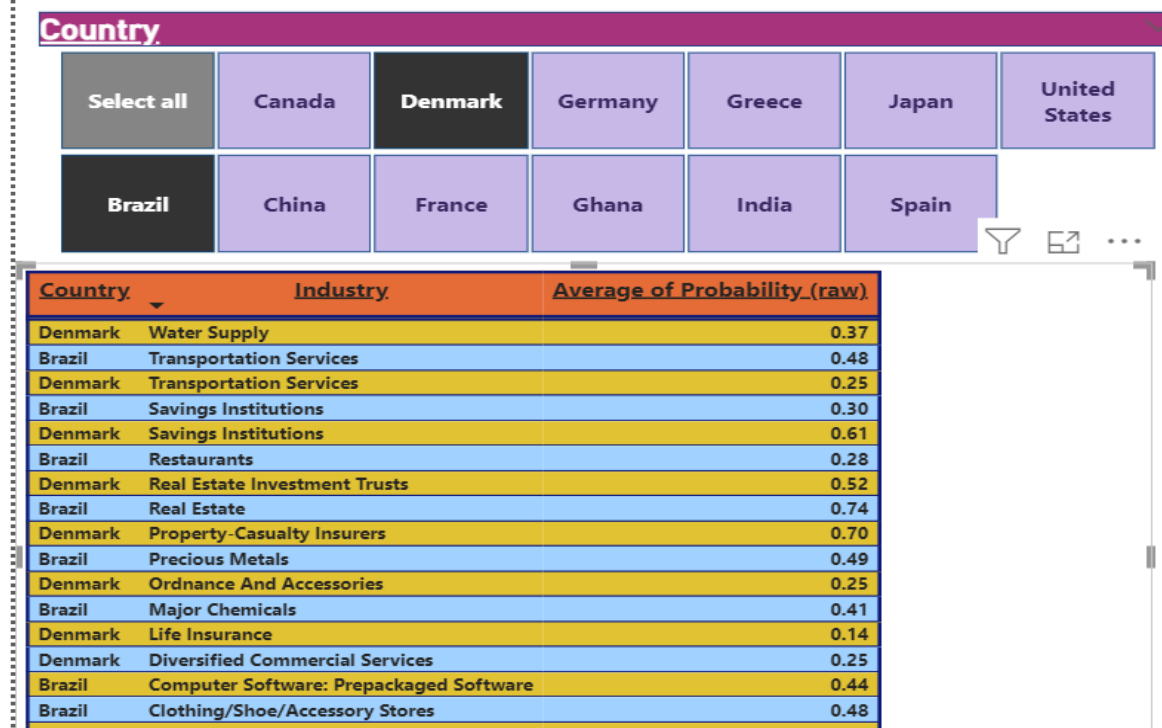 Country
Select all Canada Denmark Germany Greece Japan United States
Brazil China France Ghana India Spain
Country Industry Average of Probability (raw)
Denmark Water Supply 0.37
Brazil Transportation Services 0.48
Denmark Transportation Services 0.25
Brazil Savings Institutions 0.30
Denmark Savings Institutions 0.61
Brazil Restaurants 0.28
Denmark Real Estate Investment Trusts 0.52
Brazil Real Estate 0.74
Denmark Property-Casualty Insurers 0.70
Brazil Precious Metals 0.49
Denmark Ordnance And Accessories 0.25
Brazil Major Chemicals 0.41
Denmark Life Insurance 0.14
Denmark Diversified Commercial Services 0.25
Brazil Computer Software: Prepackaged Software 0.44
Brazil Clothing/Shoe/Accessory Stores 0.48